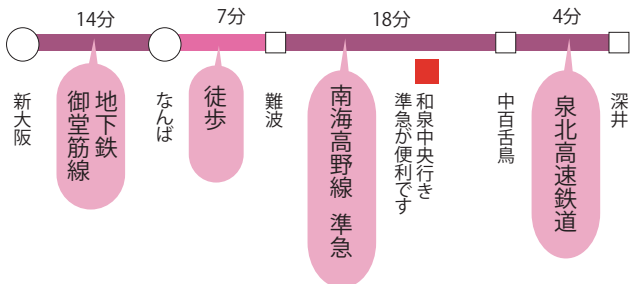 14分
7分
18分
4分
新大阪
地下鉄
御堂筋線
なんば
徒歩
難波
南海高野線 準急
和泉中央行き
準急が便利です
中百舌鳥
泉北高速鉄道
深井